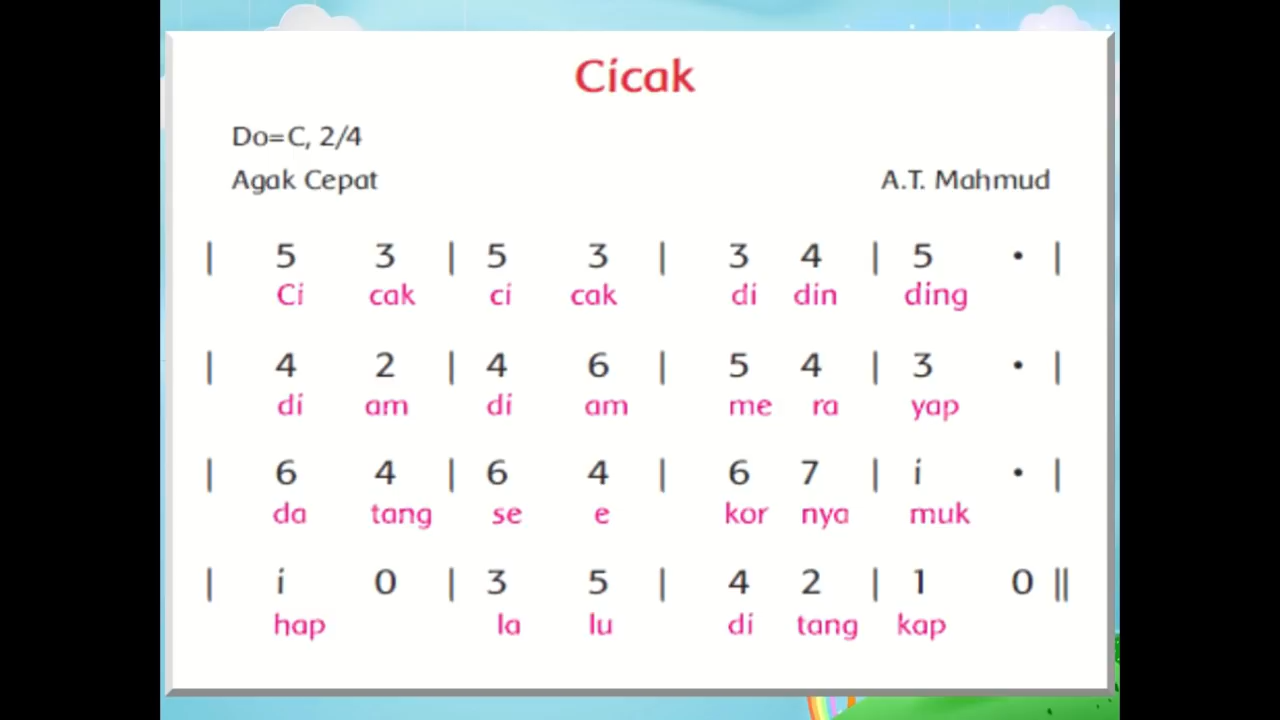 Cicak
Do=C, 2/4
Agak Cepat
A.T. Mahmud
| 5 3 | 5 3 | 3 4 | 5 • |
Ci cak ci cak di din ding
| 4 2 | 4 6 | 5 4 | 3 • |
di am di am me ra yap
| 6 4 | 6 4 | 6 7 | i • |
da tang se e kor nya muk
| i 0 | 3 5 | 4 2 | 1 0 ||
hap la lu di tang kap